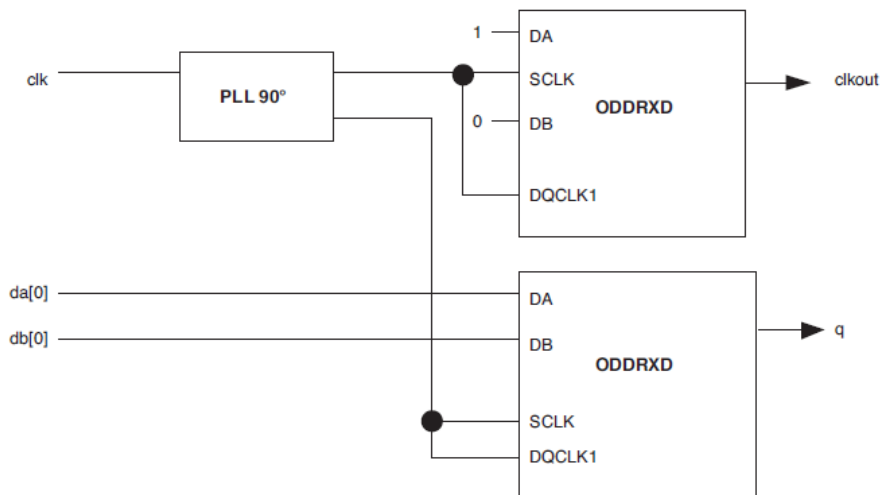 1
DA
clk
PLL 90°
SCLK
ODDRXD
clkout
0
DB
DQCLK1
da[0]
DA
db[0]
DB
ODDRXD
q
SCLK
DQCLK1